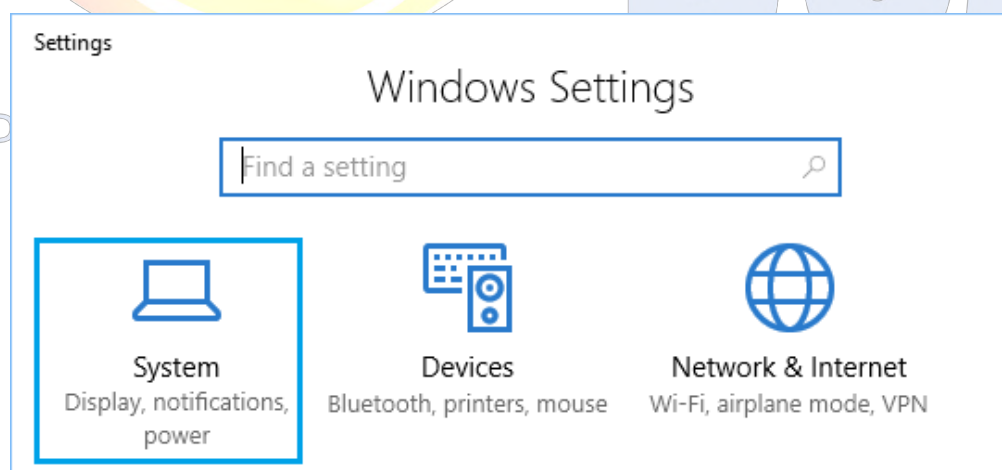 Settings
Windows Settings
Find a setting
System
Display, notifications,
power
Devices
Bluetooth, printers, mouse
Network & Internet
Wi-Fi, airplane mode, VPN